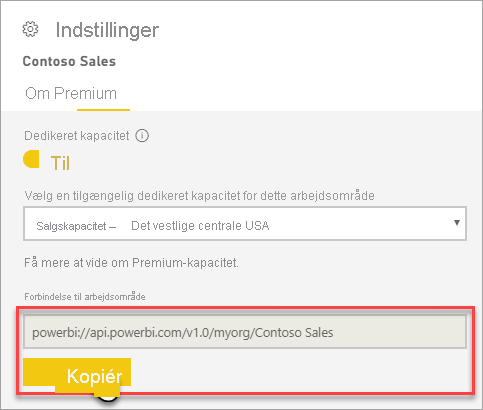 Indstillinger
Contoso Sales
Om Premium
Dedikeret kapacitet
Til
Vælg en tilgængelig dedikeret kapacitet for dette arbejdsområde
Salgskapacitet – Det vestlige centrale USA
Få mere at vide om Premium-kapacitet.
Forbindelse til arbejdsområde
powerbi://api.powerbi.com/v1.0/myorg/Contoso Sales
Kopiér